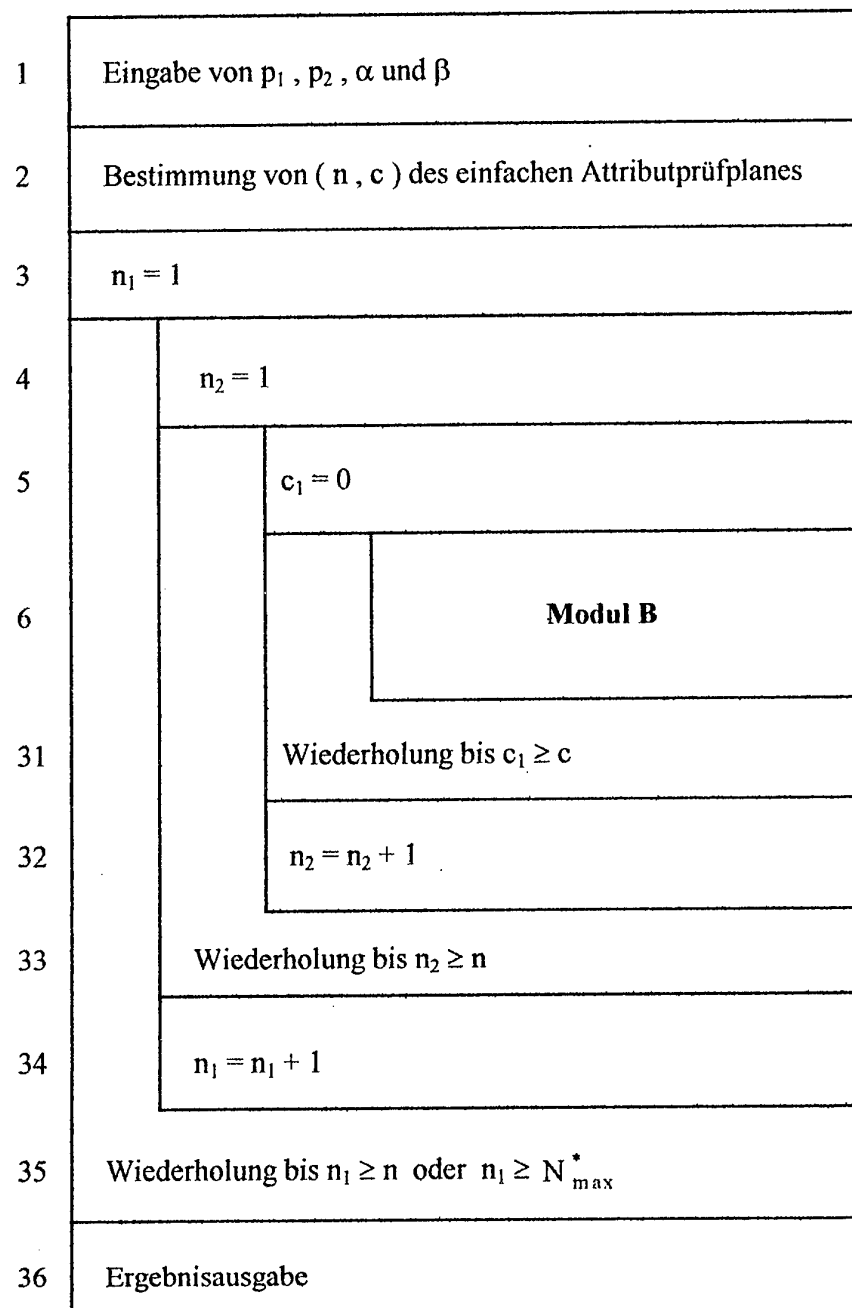 1 Eingabe von p₁ , p₂ , α und β
2 Bestimmung von ( n , c ) des einfachen Attributprüfplanes
3 n₁ = 1
4 n₂ = 1
5 c₁ = 0
6 Modul B
31 Wiederholung bis c₁ ≥ c
32 n₂ = n₂ + 1
33 Wiederholung bis n₂ ≥ n
34 n₁ = n₁ + 1
35 Wiederholung bis n₁ ≥ n oder n₁ ≥ N*max
36 Ergebnisausgabe